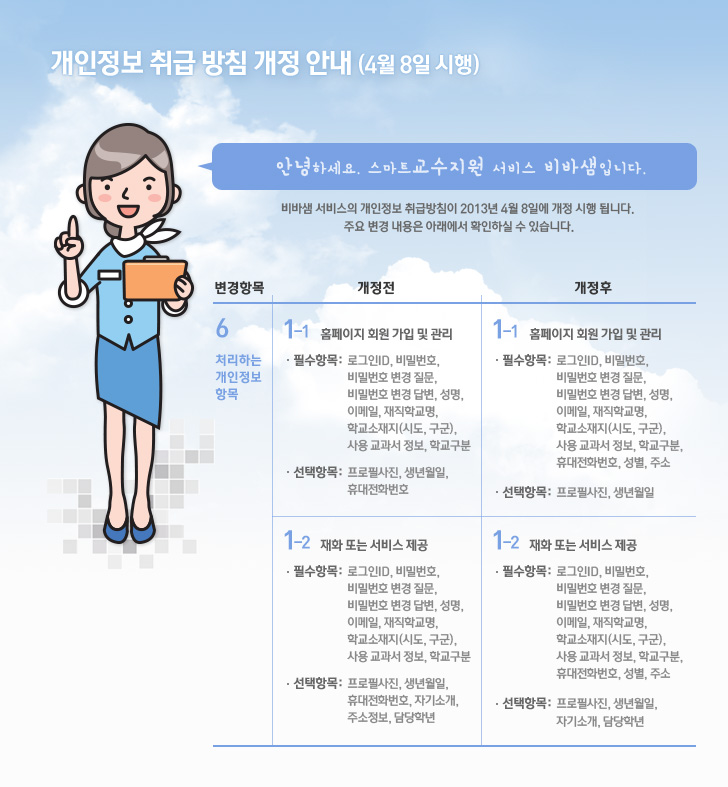 개인정보 취급 방침 개정 안내 (4월 8일 시행)
안녕하세요. 스마트교수지원 서비스 비바샘입니다.
비바샘 서비스의 개인정보 취급방침이 2013년 4월 8일에 개정 시행 됩니다.
주요 변경 내용은 아래에서 확인하실 수 있습니다.
변경항목 개정전 개정후
6
처리하는
개인정보
항목
1-1 홈페이지 회원 가입 및 관리
· 필수항목: 로그인ID, 비밀번호,
비밀번호 변경 질문,
비밀번호 변경 답변, 성명,
이메일, 재직학교명,
학교소재지(시도, 구군),
사용 교과서 정보, 학교구분
· 선택항목: 프로필사진, 생년월일,
휴대전화번호
1-1 홈페이지 회원 가입 및 관리
· 필수항목: 로그인ID, 비밀번호,
비밀번호 변경 질문,
비밀번호 변경 답변, 성명,
이메일, 재직학교명,
학교소재지(시도, 구군),
사용 교과서 정보, 학교구분,
휴대전화번호, 성별, 주소
· 선택항목: 프로필사진, 생년월일
1-2 재화 또는 서비스 제공
· 필수항목: 로그인ID, 비밀번호,
비밀번호 변경 질문,
비밀번호 변경 답변, 성명,
이메일, 재직학교명,
학교소재지(시도, 구군),
사용 교과서 정보, 학교구분
· 선택항목: 프로필사진, 생년월일,
휴대전화번호, 자기소개,
주소정보, 담당학년
1-2 재화 또는 서비스 제공
· 필수항목: 로그인ID, 비밀번호,
비밀번호 변경 질문,
비밀번호 변경 답변, 성명,
이메일, 재직학교명,
학교소재지(시도, 구군),
사용 교과서 정보, 학교구분,
휴대전화번호, 성별, 주소
· 선택항목: 프로필사진, 생년월일,
자기소개, 담당학년